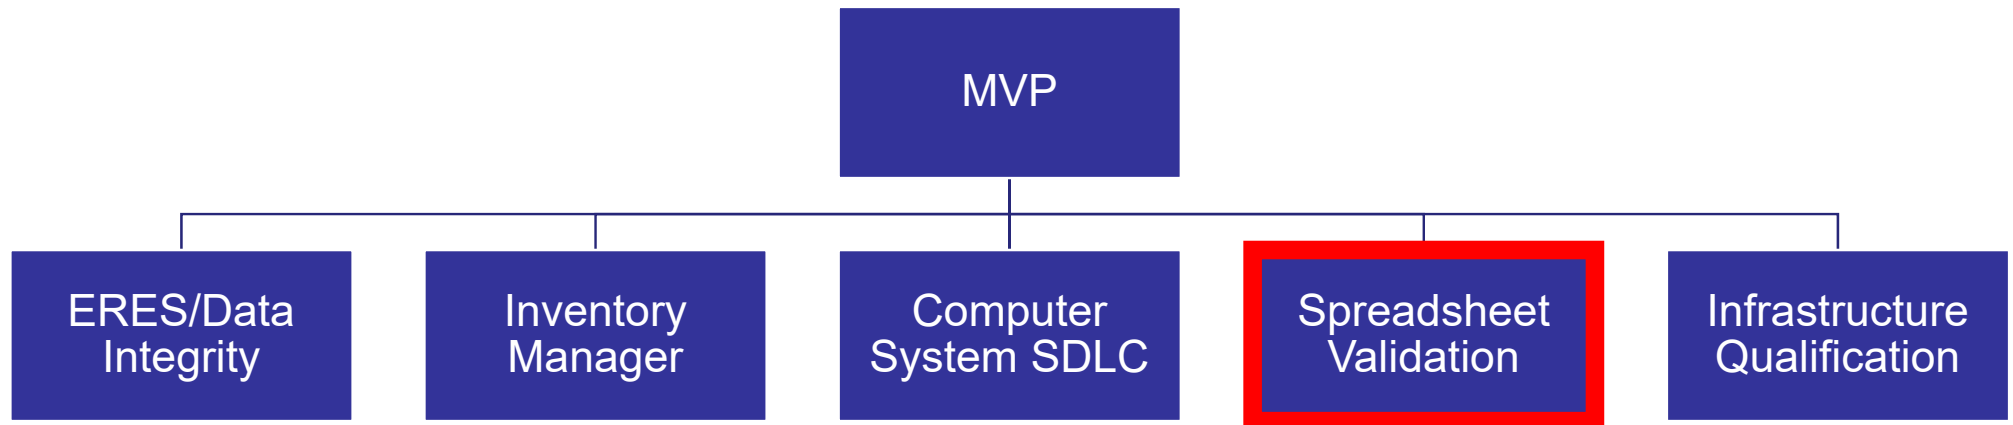 MVP
ERES/Data
Integrity
Inventory
Manager
Computer
System SDLC
Spreadsheet
Validation
Infrastructure
Qualification